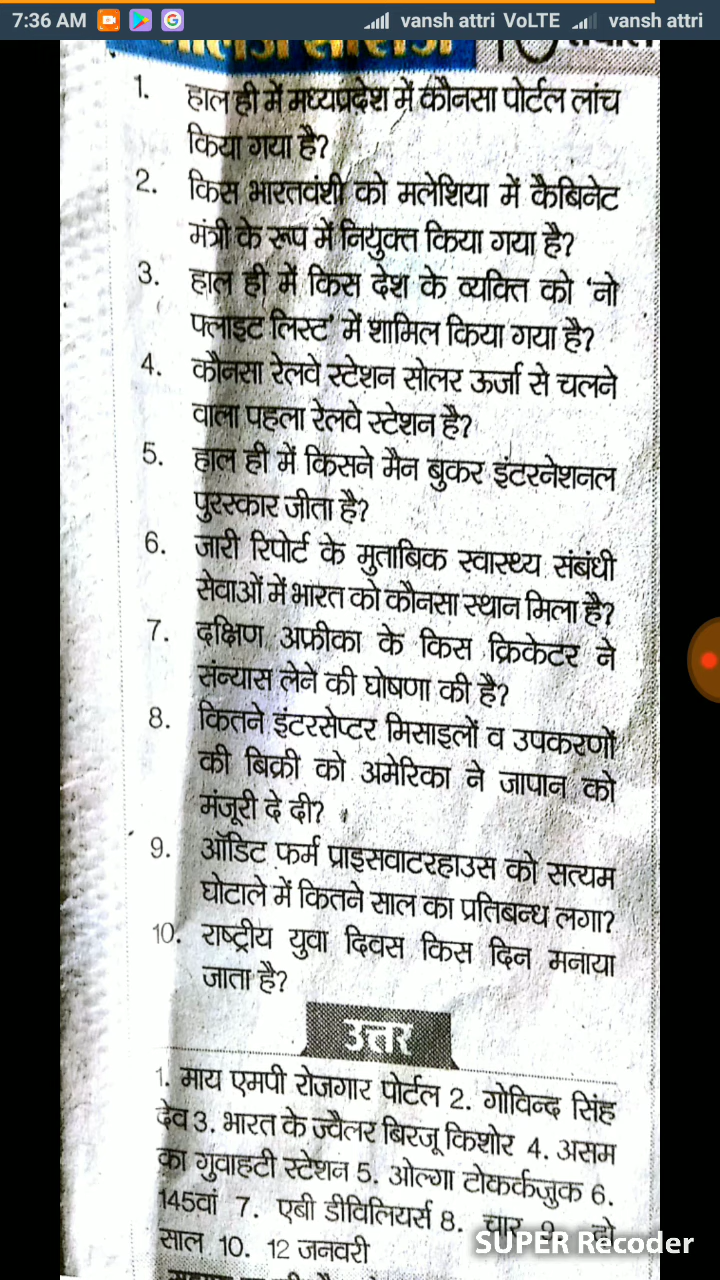 7:36 AM vansh attri VoLTE vansh attri
1. हाल ही में मध्यप्रदेश में कौनसा पोर्टल लांच
किया गया है?
2. किस भारतवंशी को मलेशिया में कैबिनेट
मंत्री के रूप में नियुक्त किया गया है?
3. हाल ही में किस देश के व्यक्ति को 'नो
फ्लाइट लिस्ट' में शामिल किया गया है?
4. कौनसा रेलवे स्टेशन सोलर ऊर्जा से चलने
वाला पहला रेलवे स्टेशन है?
5. हाल ही में किसने मैन बुकर इंटरनेशनल
पुरस्कार जीता है?
6. जारी रिपोर्ट के मुताबिक स्वास्थ्य संबंधी
सेवाओं में भारत को कौनसा स्थान मिला है?
7. दक्षिण अफ्रीका के किस क्रिकेटर ने
संन्यास लेने की घोषणा की है?
8. कितने इंटरसेप्टर मिसाइलों व उपकरणों
की बिक्री को अमेरिका ने जापान को
मंजूरी दे दी?
9. ऑडिट फर्म प्राइसवाटरहाउस को सत्यम
घोटाले में कितने साल का प्रतिबन्ध लगा?
10. राष्ट्रीय युवा दिवस किस दिन मनाया
जाता है?
उत्तर
1. माय एमपी रोजगार पोर्टल 2. गोविन्द सिंह
देव 3. भारत के ज्वैलर बिरजू किशोर 4. असम
का गुवाहटी स्टेशन 5. ओल्गा टोकर्कजुक 6.
145वां 7. एबी डीविलियर्स 8. चार 9. दो
साल 10. 12 जनवरी
SUPER Recoder